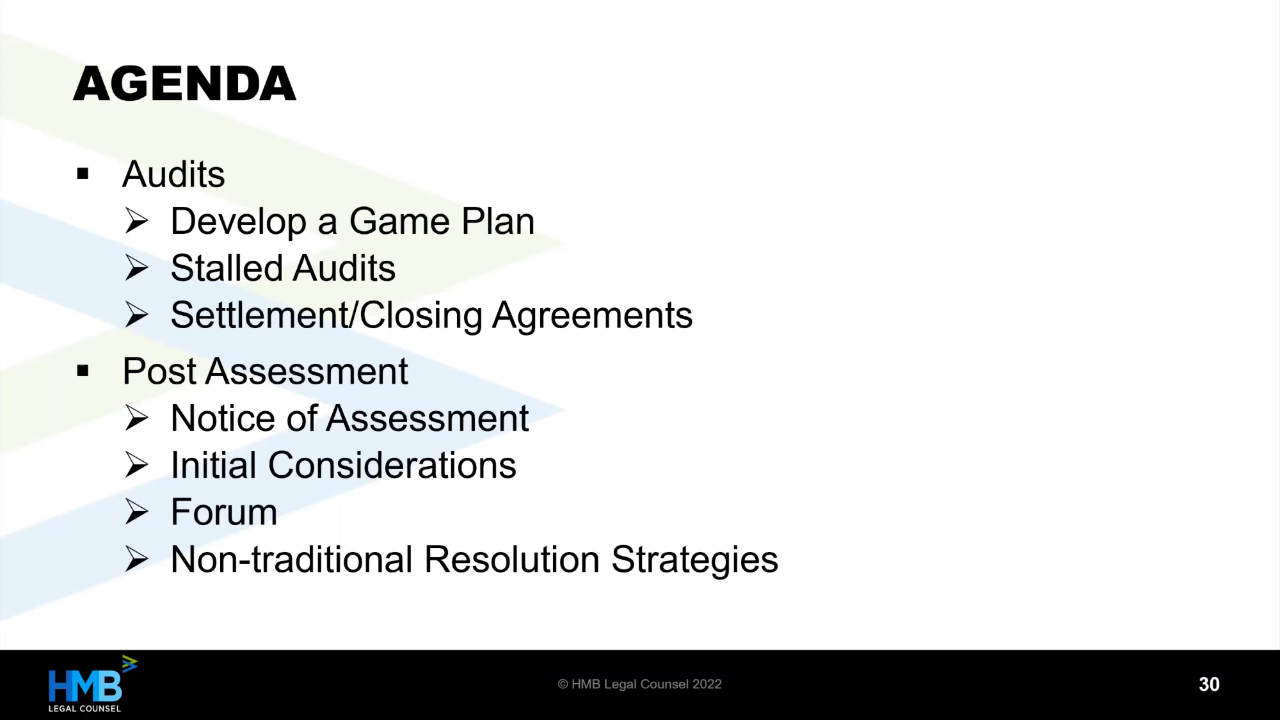 AGENDA
▪ Audits
➢ Develop a Game Plan
➢ Stalled Audits
➢ Settlement/Closing Agreements
▪ Post Assessment
➢ Notice of Assessment
➢ Initial Considerations
➢ Forum
➢ Non-traditional Resolution Strategies
HMB
LEGAL COUNSEL
© HMB Legal Counsel 2022
30